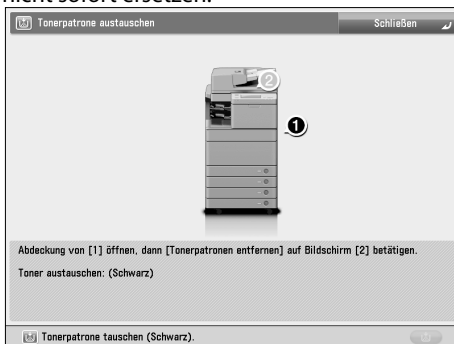 nicht sofort ersetzen.
Tonerpatrone austauschen
Schließen
2
1
Abdeckung von [1] öffnen, dann [Tonerpatronen entfernen] auf Bildschirm [2] betätigen.
Toner austauschen: (Schwarz)
Tonerpatrone tauschen (Schwarz).